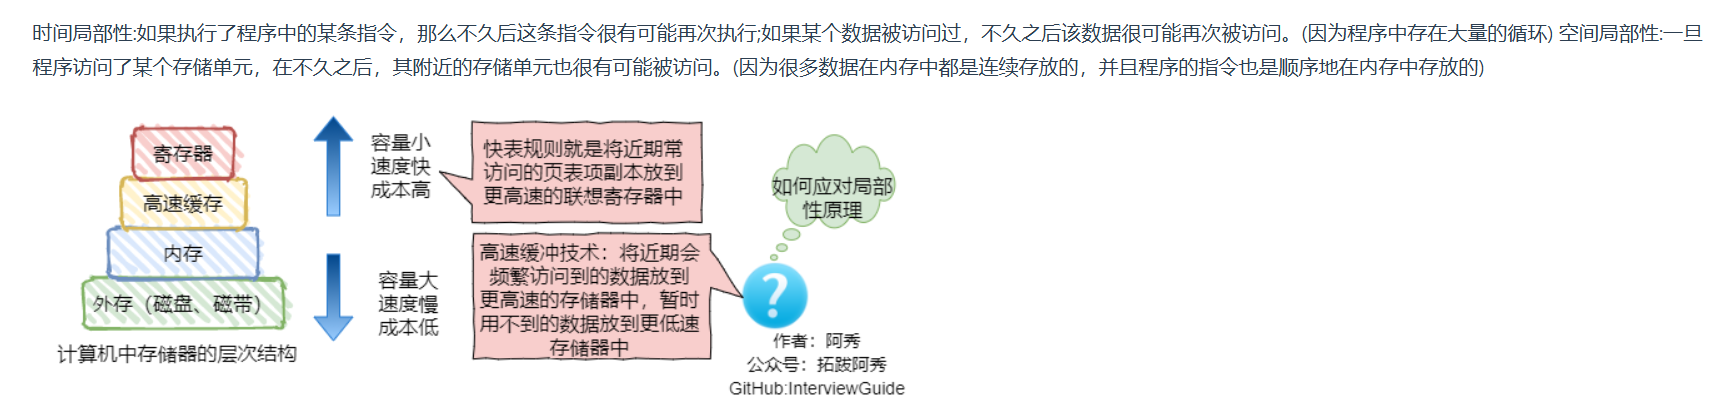 时间局部性:如果执行了程序中的某条指令，那么不久后这条指令很有可能再次执行;如果某个数据被访问过，不久之后该数据很可能再次被访问。(因为程序中存在大量的循环) 空间局部性:一旦
程序访问了某个存储单元，在不久之后，其附近的存储单元也很有可能被访问。(因为很多数据在内存中都是连续存放的，并且程序的指令也是顺序地在内存中存放的)
寄存器
高速缓存
内存
外存（磁盘、磁带）
计算机中存储器的层次结构
容量小
速度快
成本高
容量大
速度慢
成本低
快表规则就是将近期常
访问的页表项副本放到
更高速的联想寄存器中
高速缓冲技术：将近期会
频繁访问到的数据放到
更高速的存储器中，暂时
用不到的数据放到更低速
存储器中
如何应对局部
性原理
?
作者：阿秀
公众号：拓跋阿秀
GitHub:InterviewGuide